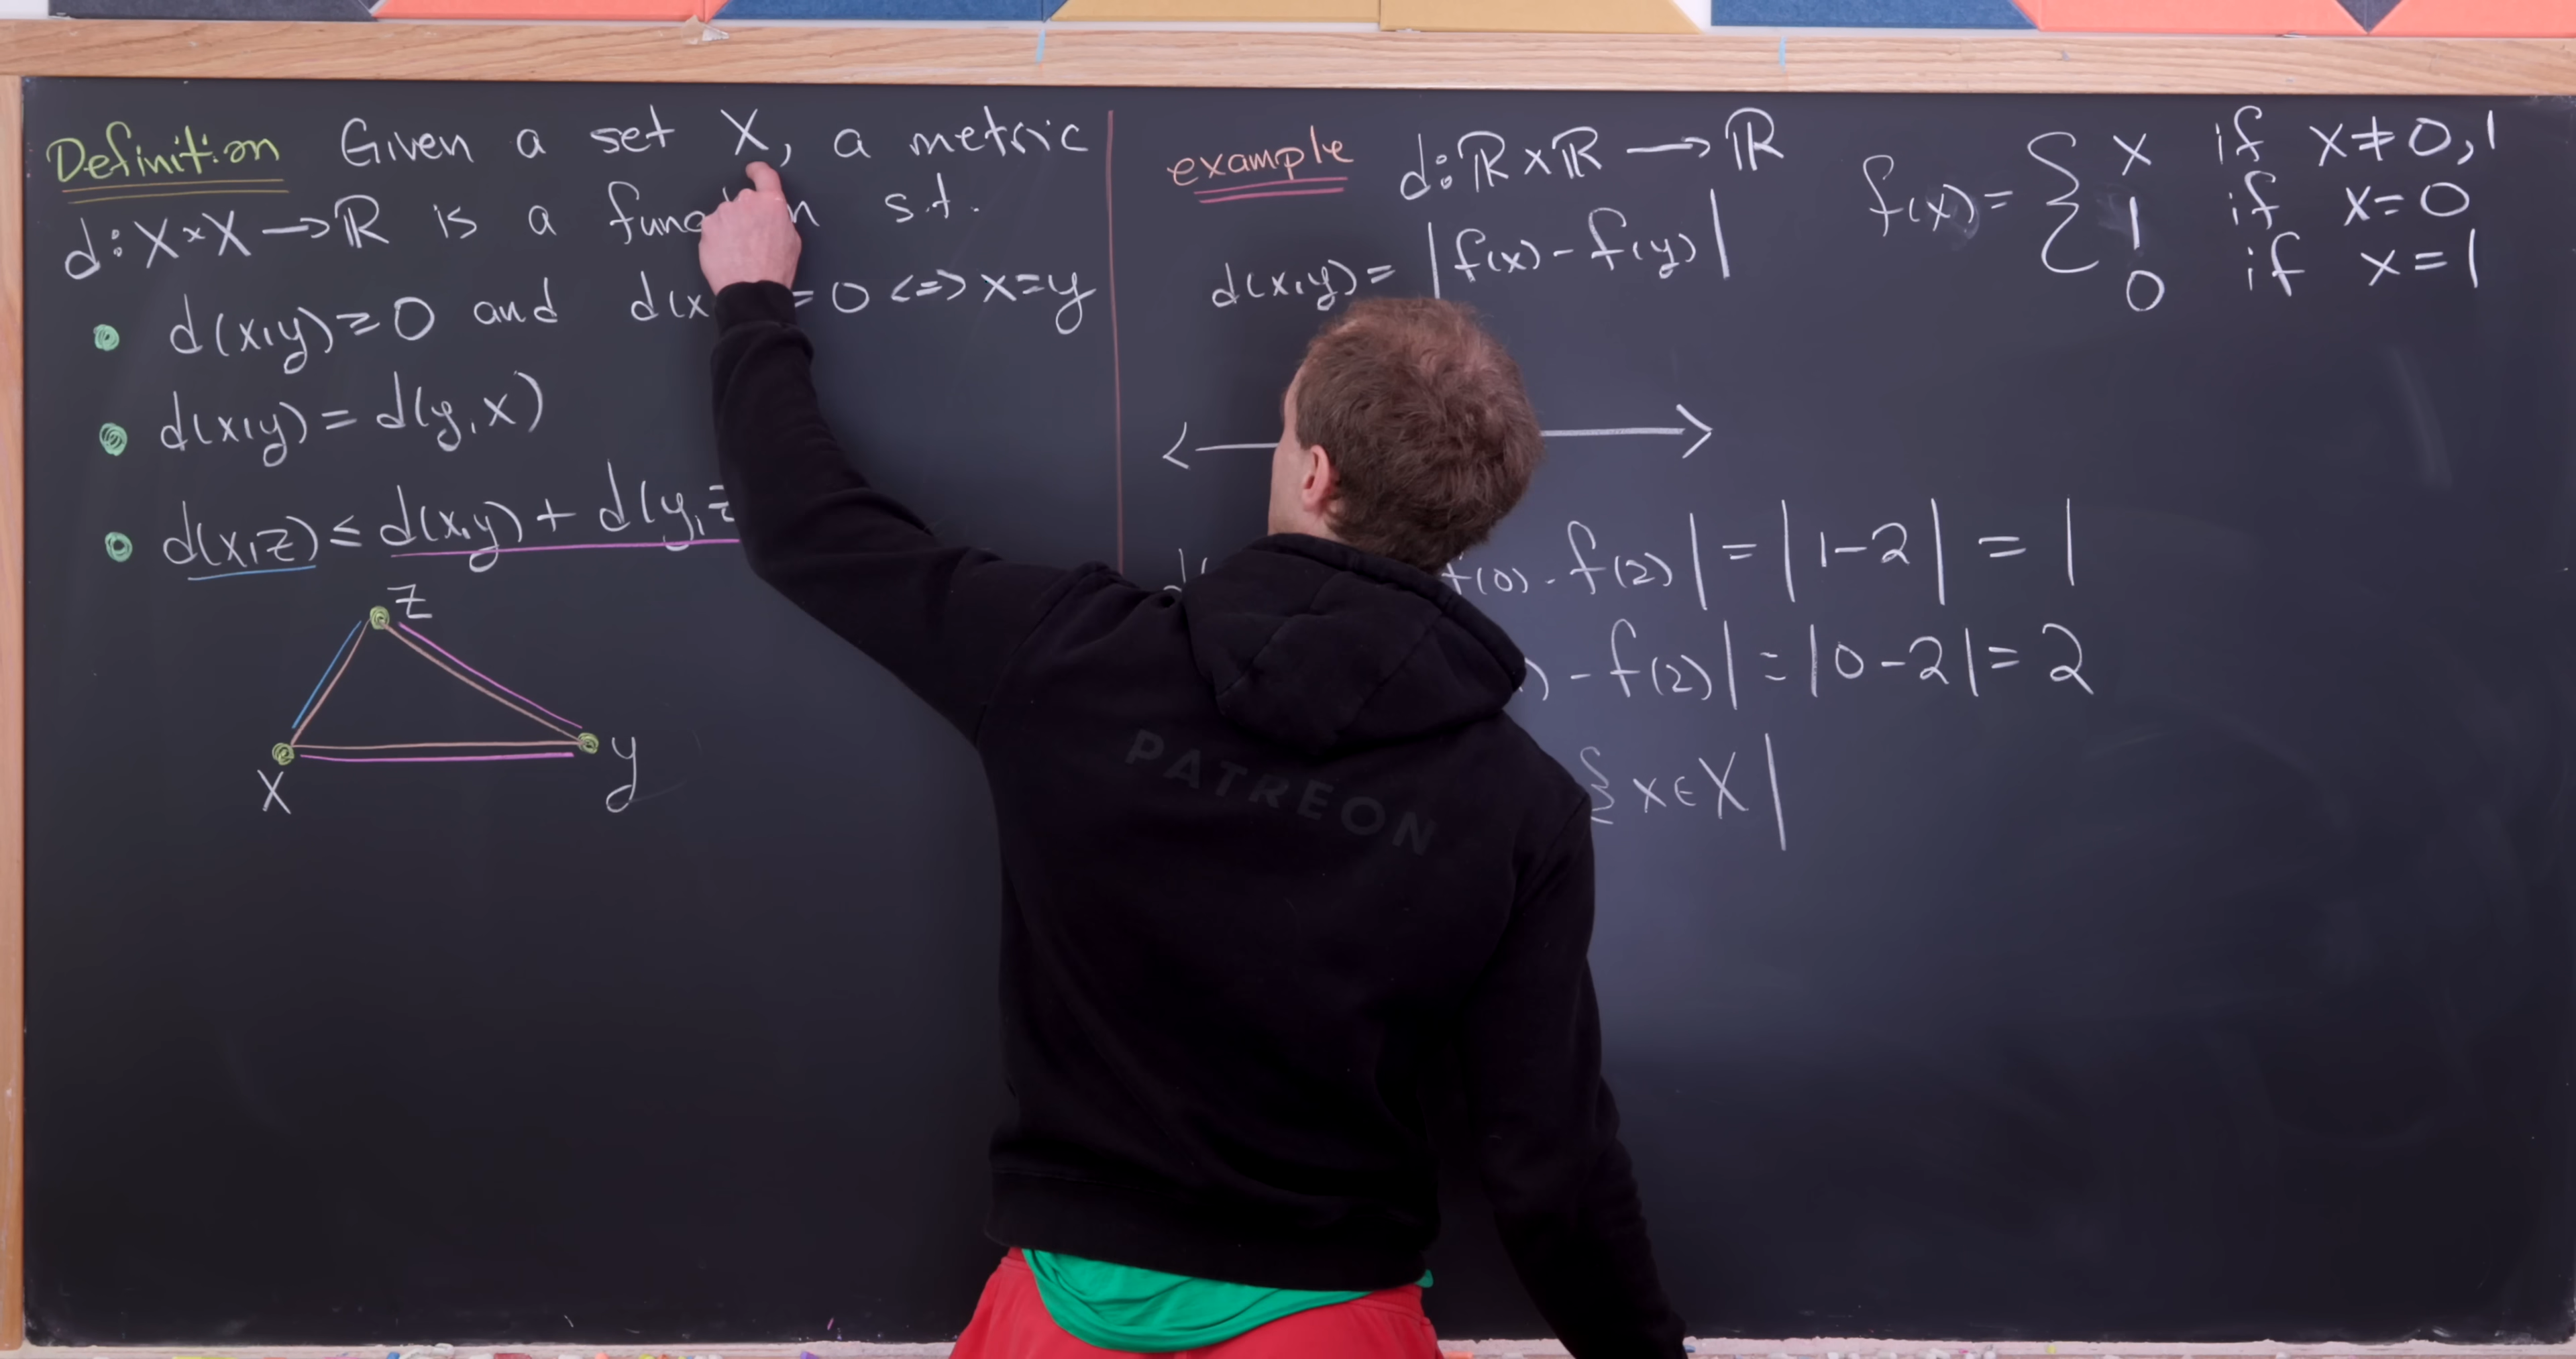 Definition Given a set X, a metric
d: X × X → ℝ is a function s.t.
• d(x,y) ≥ 0 and d(x = 0 <=> x = y
• d(x,y) = d(y,x)
• d(x,z) ≤ d(x,y) + d(y,z
z
x
y
example d: ℝ × ℝ → ℝ
d(x,y) = |f(x) - f(y)|
f(x) = { x if x ≠ 0,1
1 if x = 0
0 if x = 1
f(0) - f(2)| = |1-2| = 1
) - f(2)| = |0-2| = 2
{x ∈ X |
PATREON